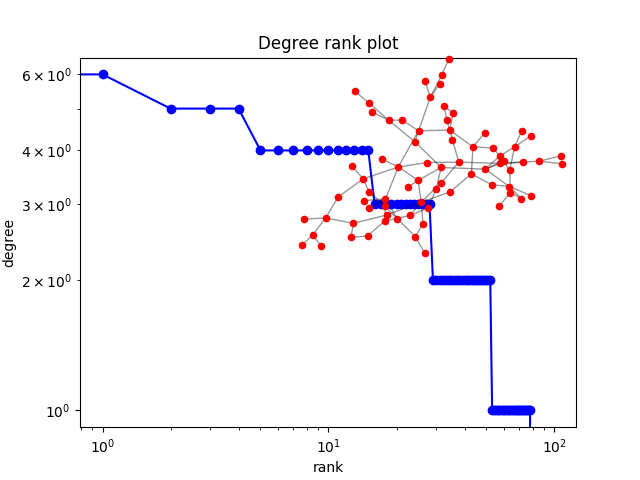 Degree rank plot
degree
6 × 10⁰
4 × 10⁰
3 × 10⁰
2 × 10⁰
10⁰
10⁰
10¹
10²
rank